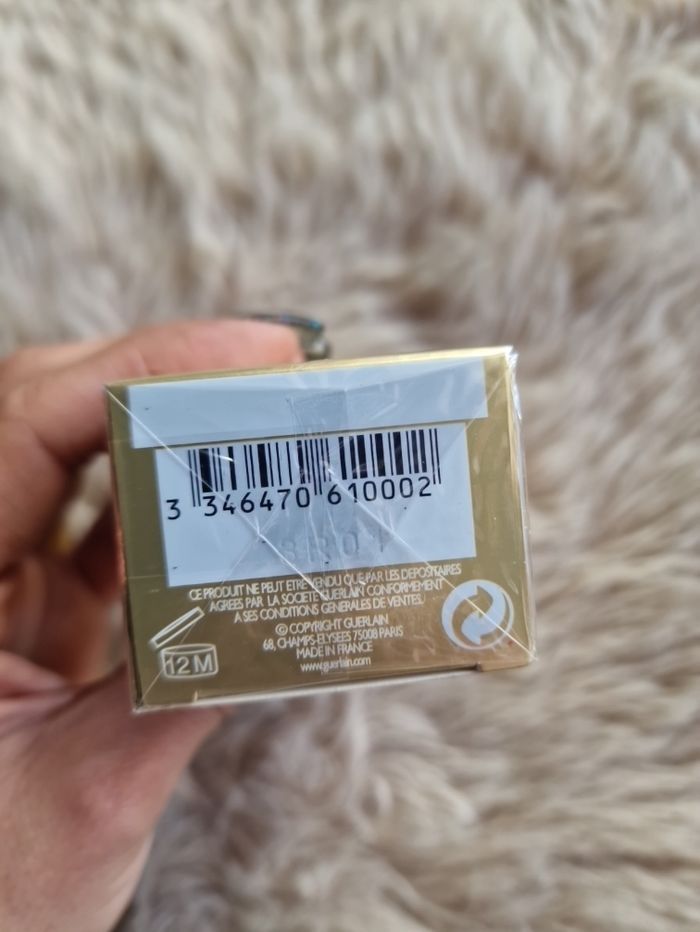 3 346470 610002
CE PRODUIT NE PEUT ETRE VENDU QUE PAR LES DEPOSITAIRES
AGREES PAR LA SOCIETE GUERLAIN CONFORMEMENT
A SES CONDITIONS GENERALES DE VENTES.
© COPYRIGHT GUERLAIN
68, CHAMPS-ELYSEES 75008 PARIS
MADE IN FRANCE
www.guerlain.com
12M